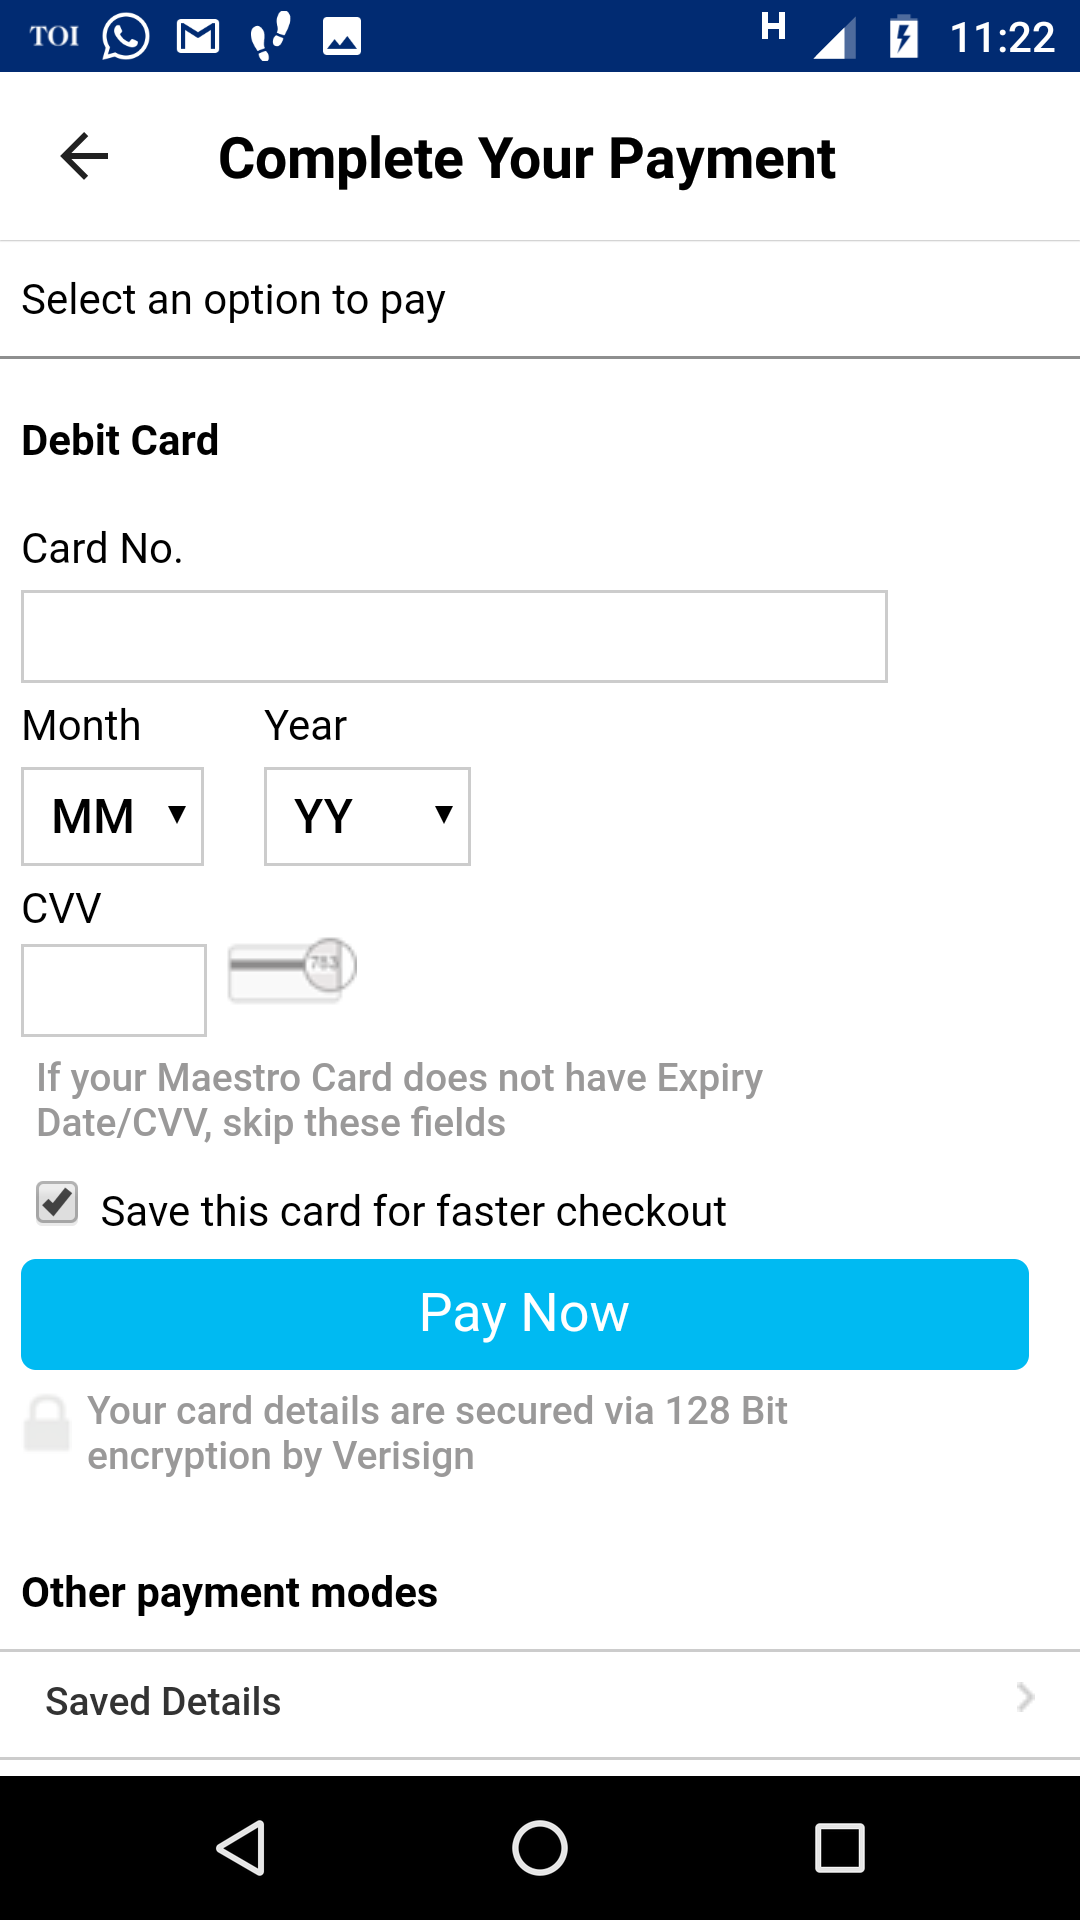 TOI H 11:22
Complete Your Payment
Select an option to pay
Debit Card
Card No.
Month Year
MM YY
CVV
783
If your Maestro Card does not have Expiry
Date/CVV, skip these fields
Save this card for faster checkout
Pay Now
Your card details are secured via 128 Bit
encryption by Verisign
Other payment modes
Saved Details